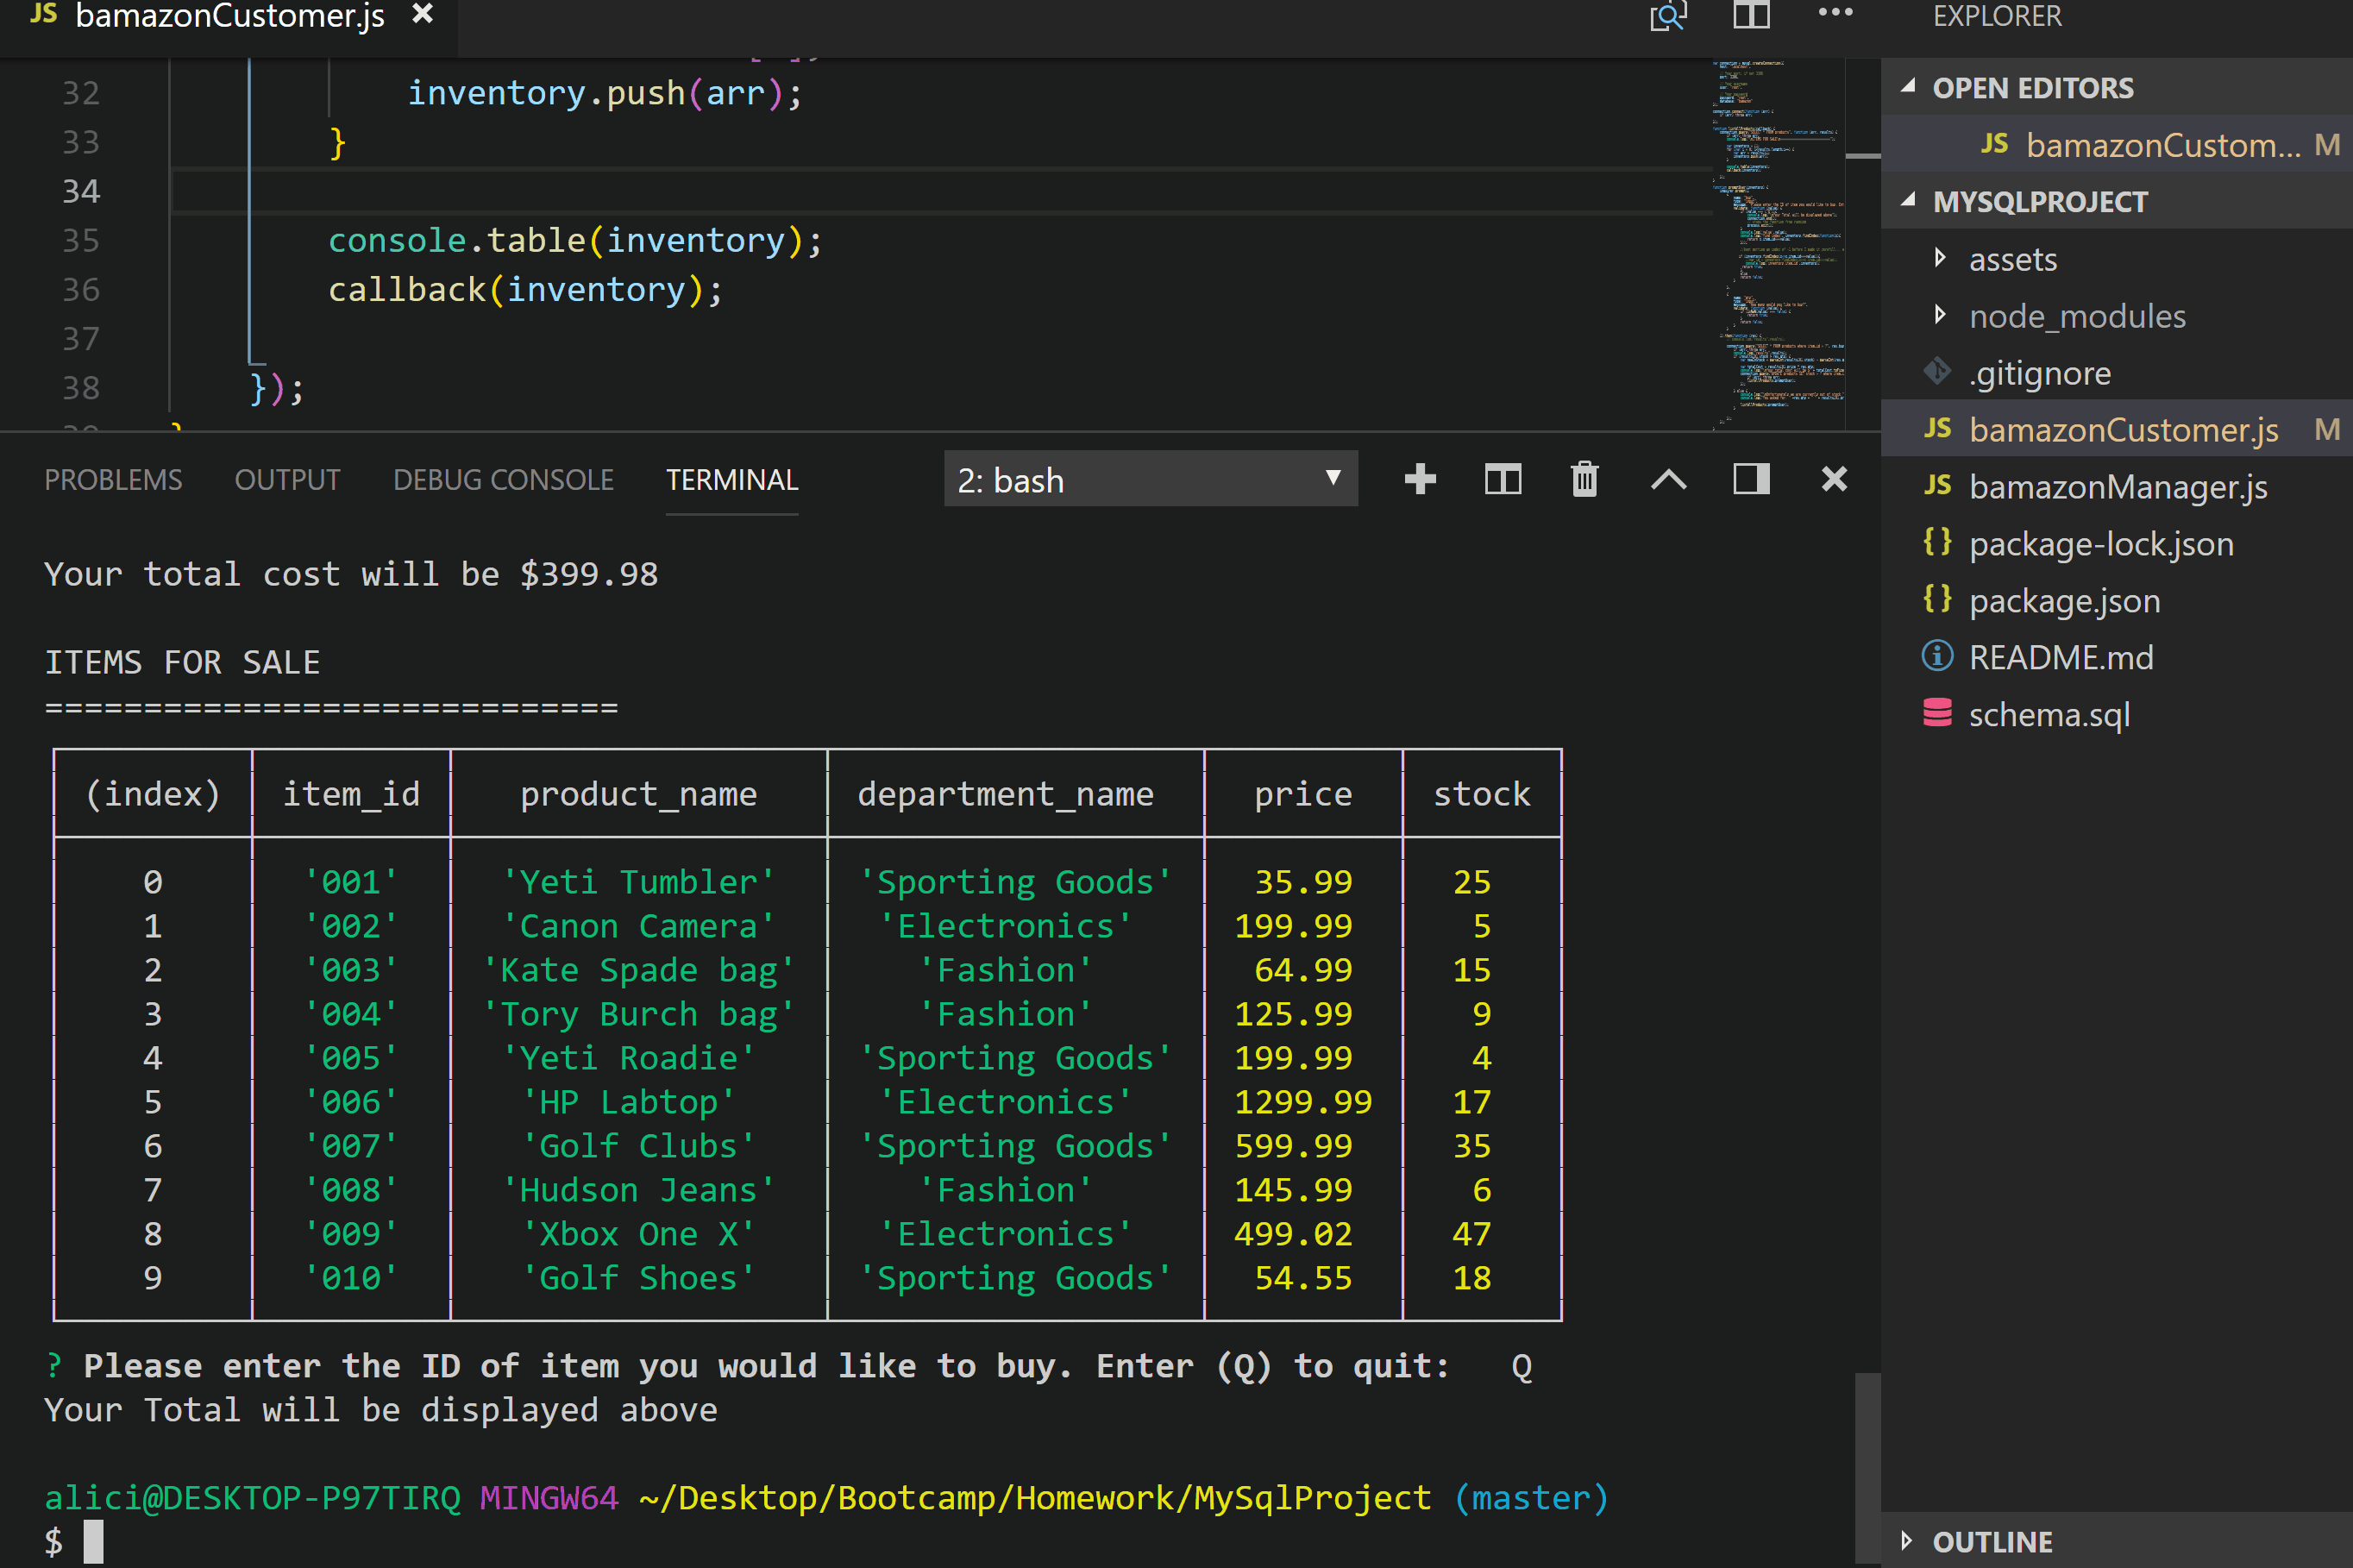 JS bamazonCustomer.js
32 inventory.push(arr);
33 }
34
35 console.table(inventory);
36 callback(inventory);
37
38 });
PROBLEMS OUTPUT DEBUG CONSOLE TERMINAL 2: bash
Your total cost will be $399.98
ITEMS FOR SALE
=============================
(index) item_id product_name department_name price stock
0 '001' 'Yeti Tumbler' 'Sporting Goods' 35.99 25
1 '002' 'Canon Camera' 'Electronics' 199.99 5
2 '003' 'Kate Spade bag' 'Fashion' 64.99 15
3 '004' 'Tory Burch bag' 'Fashion' 125.99 9
4 '005' 'Yeti Roadie' 'Sporting Goods' 199.99 4
5 '006' 'HP Labtop' 'Electronics' 1299.99 17
6 '007' 'Golf Clubs' 'Sporting Goods' 599.99 35
7 '008' 'Hudson Jeans' 'Fashion' 145.99 6
8 '009' 'Xbox One X' 'Electronics' 499.02 47
9 '010' 'Golf Shoes' 'Sporting Goods' 54.55 18
? Please enter the ID of item you would like to buy. Enter (Q) to quit: Q
Your Total will be displayed above
alici@DESKTOP-P97TIRQ MINGW64 ~/Desktop/Bootcamp/Homework/MySqlProject (master)
$
EXPLORER
OPEN EDITORS
JS bamazonCustom... M
MYSQLPROJECT
assets
node_modules
.gitignore
JS bamazonCustomer.js M
JS bamazonManager.js
{} package-lock.json
{} package.json
README.md
schema.sql
OUTLINE